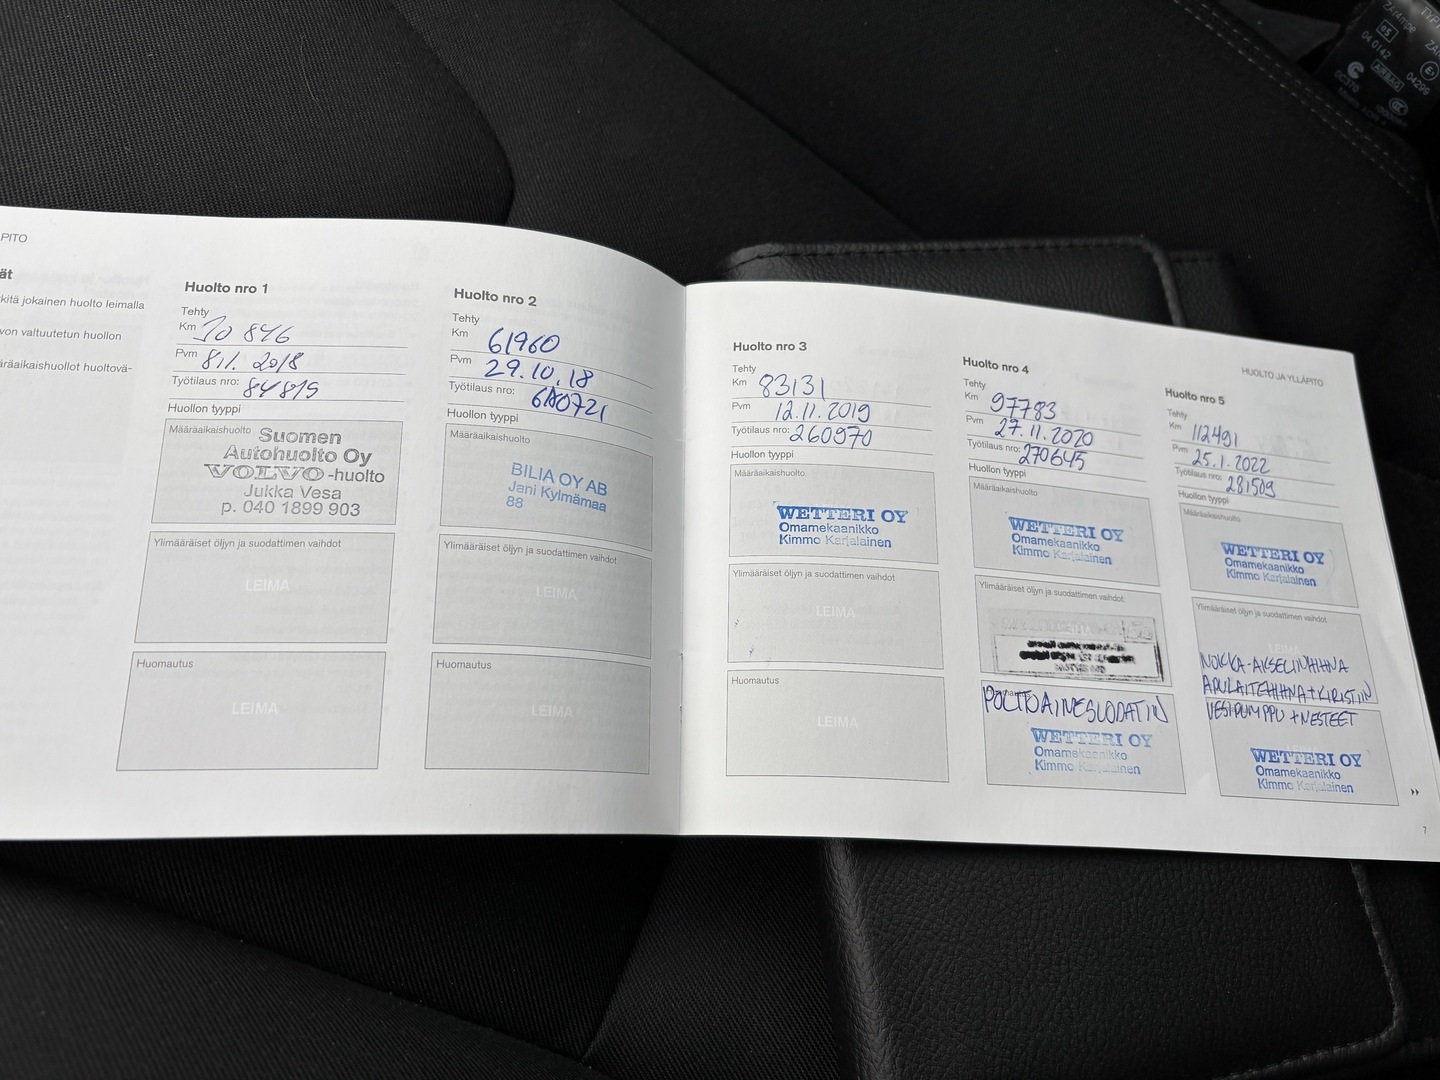 PITO
ät
kitä jokainen huolto leimalla
von valtuutetun huollon
äräaikaishuollot huoltovä-
Huolto nro 1
Tehty
Km 30 846
Pvm 8.11. 2018
Työtilaus nro: 84819
Huollon tyyppi
Määräaikaishuolto
Suomen
Autohuolto Oy
VOLVO-huolto
Jukka Vesa
p. 040 1899 903
Ylimääräiset öljyn ja suodattimen vaihdot
LEIMA
Huomautus
LEIMA
Huolto nro 2
Tehty
Km 61960
Pvm 29.10.18
Työtilaus nro:
Huollon tyyppi
Määräaikaishuolto
BILIA OY AB
Jani Kylmämaa
88
Ylimääräiset öljyn ja suodattimen vaihdot
LEIMA
Huomautus
LEIMA
Huolto nro 3
Tehty
Km 83131
Pvm 12.11.2019
Työtilaus nro: 260970
Huollon tyyppi
Määräaikaishuolto
WETTERI OY
Omamekaanikko
Kimmo Karjalainen
Ylimääräiset öljyn ja suodattimen vaihdot
LEIMA
Huomautus
LEIMA
Huolto nro 4
Tehty
Km 97783
Pvm 27.11.2020
Työtilaus nro: 270645
Huollon tyyppi
Määräaikaishuolto
WETTERI OY
Omamekaanikko
Kimmo Karjalainen
Ylimääräiset öljyn ja suodattimen vaihdot
LEIMA
POLTTOAINESUODATIN
WETTERI OY
Omamekaanikko
Kimmo Karjalainen
HUOLTO JA YLLÄPITO
Huolto nro 5
Tehty
Km 112491
Pvm 25.1.2022
Työtilaus nro: 281509
Huollon tyyppi
Määräaikaishuolto
WETTERI OY
Omamekaanikko
Kimmo Karjalainen
Ylimääräiset öljyn ja suodattimen vaihdot
LEIMA
NOKKA-AKSELINHIHNA
APULAITEHIHNA+KIRISTIN
VESIPUMPPU+NESTEET
WETTERI OY
Omamekaanikko
Kimmo Karjalainen
7
AIRBAG